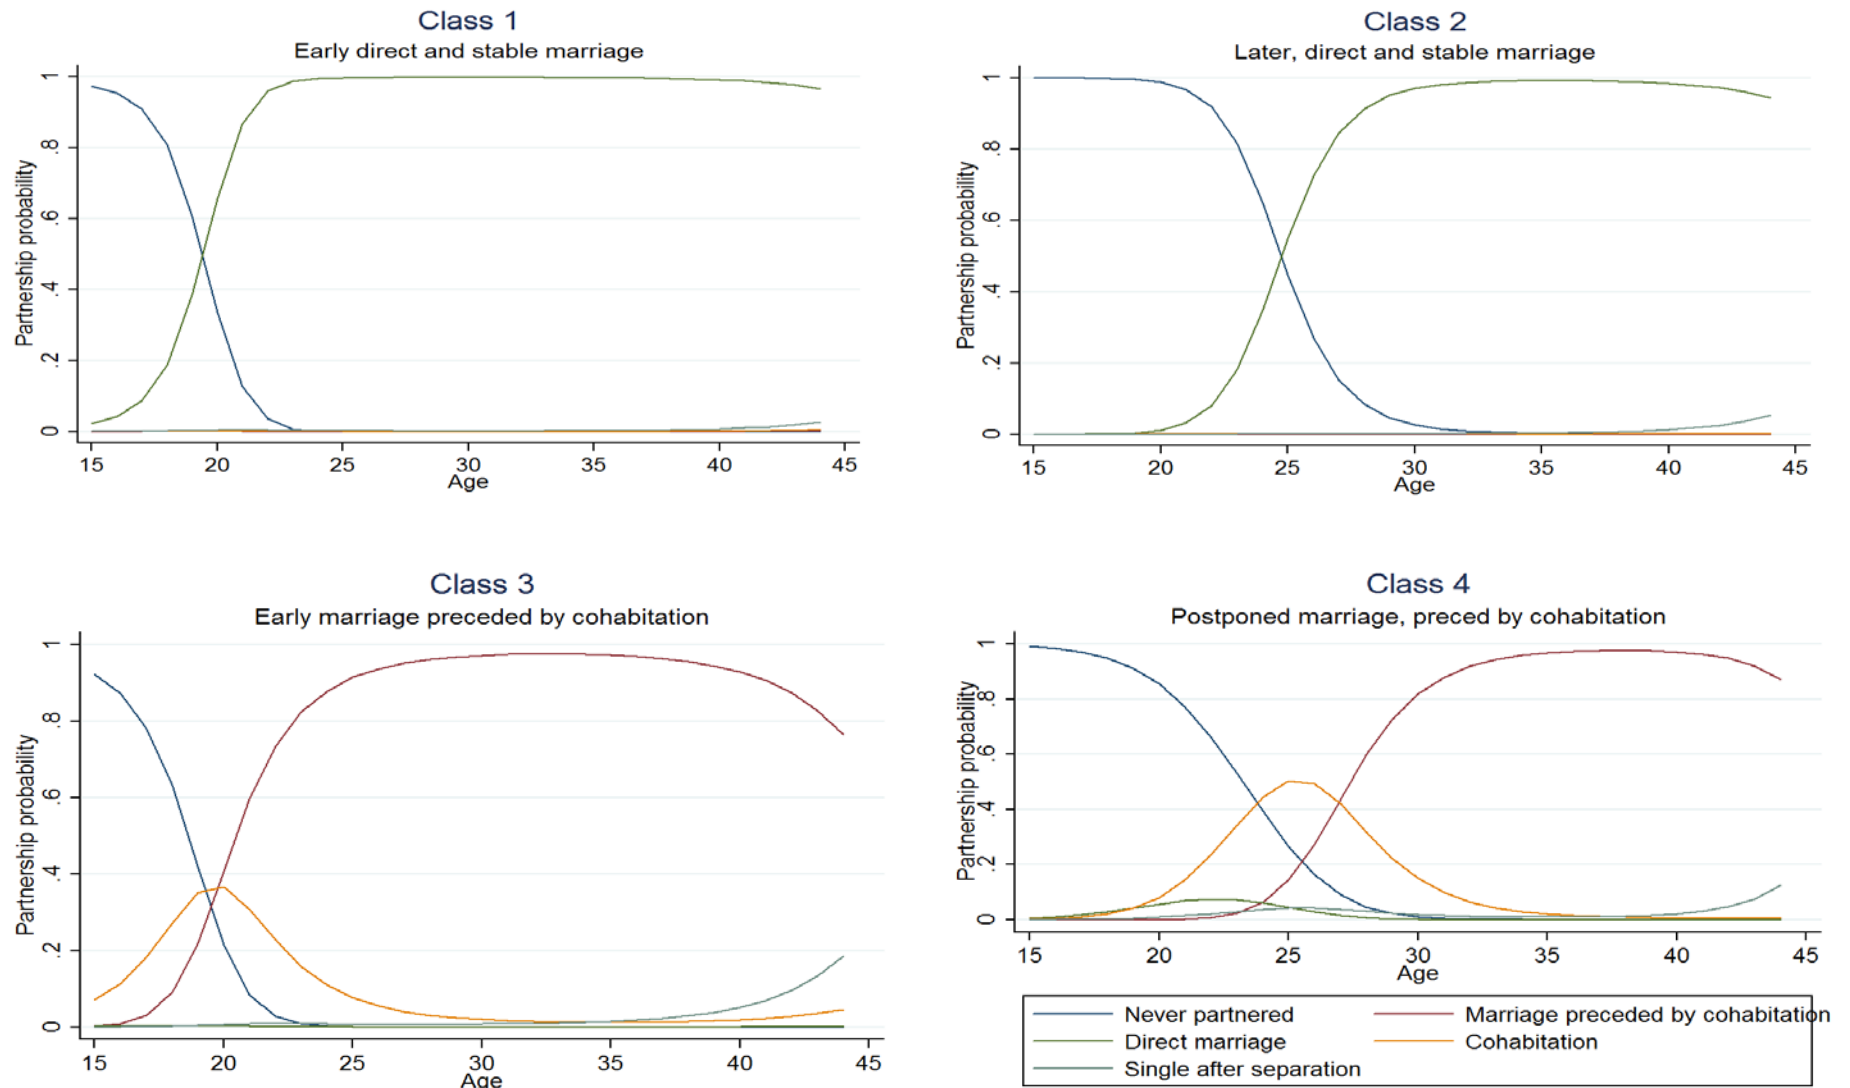 Class 1
Early direct and stable marriage
Partnership probability
1
.8
.6
.4
.2
0
15 20 25 30 35 40 45
Age
Class 2
Later, direct and stable marriage
Partnership probability
1
.8
.6
.4
.2
0
15 20 25 30 35 40 45
Age
Class 3
Early marriage preceded by cohabitation
Partnership probability
1
.8
.6
.4
.2
0
15 20 25 30 35 40 45
Age
Class 4
Postponed marriage, preced by cohabitation
Partnership probability
1
.8
.6
.4
.2
0
15 20 25 30 35 40 45
Age
Never partnered Marriage preceded by cohabitation
Direct marriage Cohabitation
Single after separation